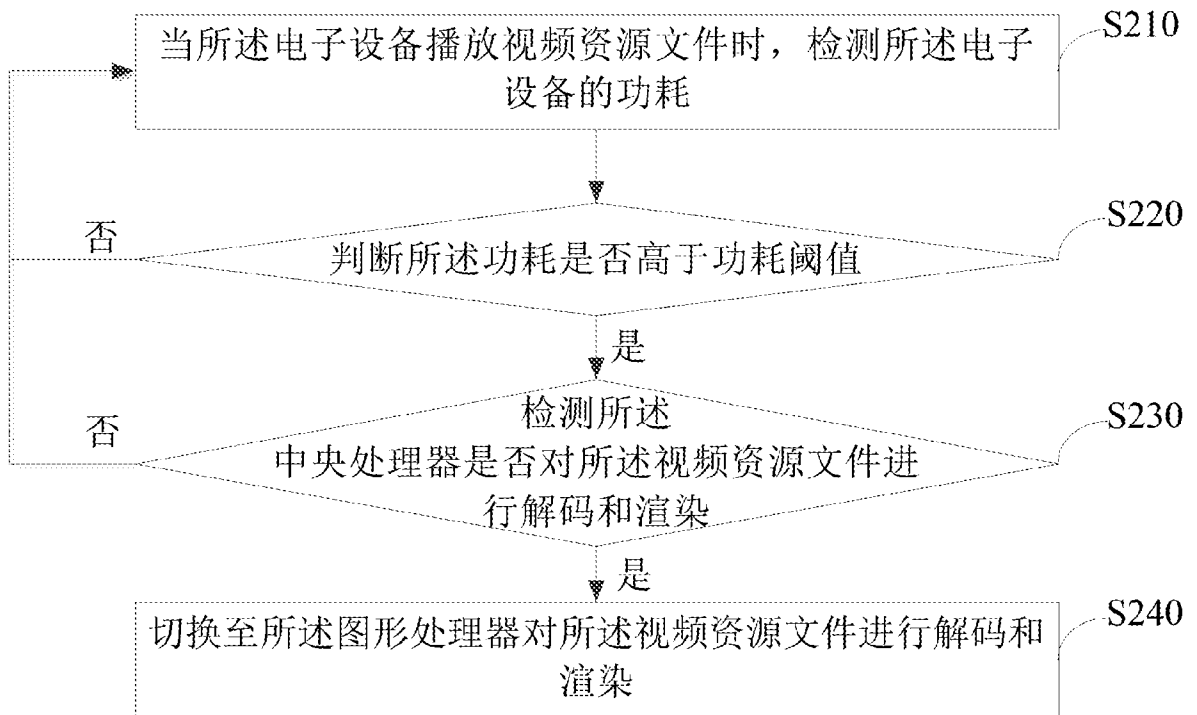 当所述电子设备播放视频资源文件时，检测所述电子
设备的功耗
S210
判断所述功耗是否高于功耗阈值
S220
否
是
检测所述
中央处理器是否对所述视频资源文件进
行解码和渲染
S230
否
是
切换至所述图形处理器对所述视频资源文件进行解码和
渲染
S240